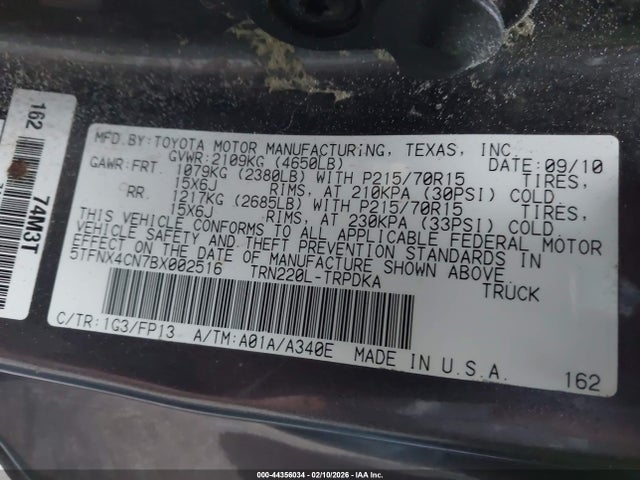 MFD.BY:TOYOTA MOTOR MANUFACTURING, TEXAS, INC.
GVWR:2109KG (4650LB) DATE:09/10
GAWR:FRT. 1079KG (2380LB) WITH P215/70R15 TIRES,
15X6J RIMS, AT 210KPA (30PSI) COLD
RR. 1217KG (2685LB) WITH P215/70R15 TIRES,
15X6J RIMS, AT 230KPA (33PSI) COLD
THIS VEHICLE CONFORMS TO ALL APPLICABLE FEDERAL MOTOR
VEHICLE SAFETY AND THEFT PREVENTION STANDARDS IN
EFFECT ON THE DATE OF MANUFACTURE SHOWN ABOVE
5TFNX4CN7BX002516 TRN220L-TRPDKA TRUCK
C/TR:1G3/FP13 A/TM:A01A/A340E MADE IN U.S.A.
162
162
74M3T
000-44356034 - 02/10/2026 - Copyright © IAA, Inc.